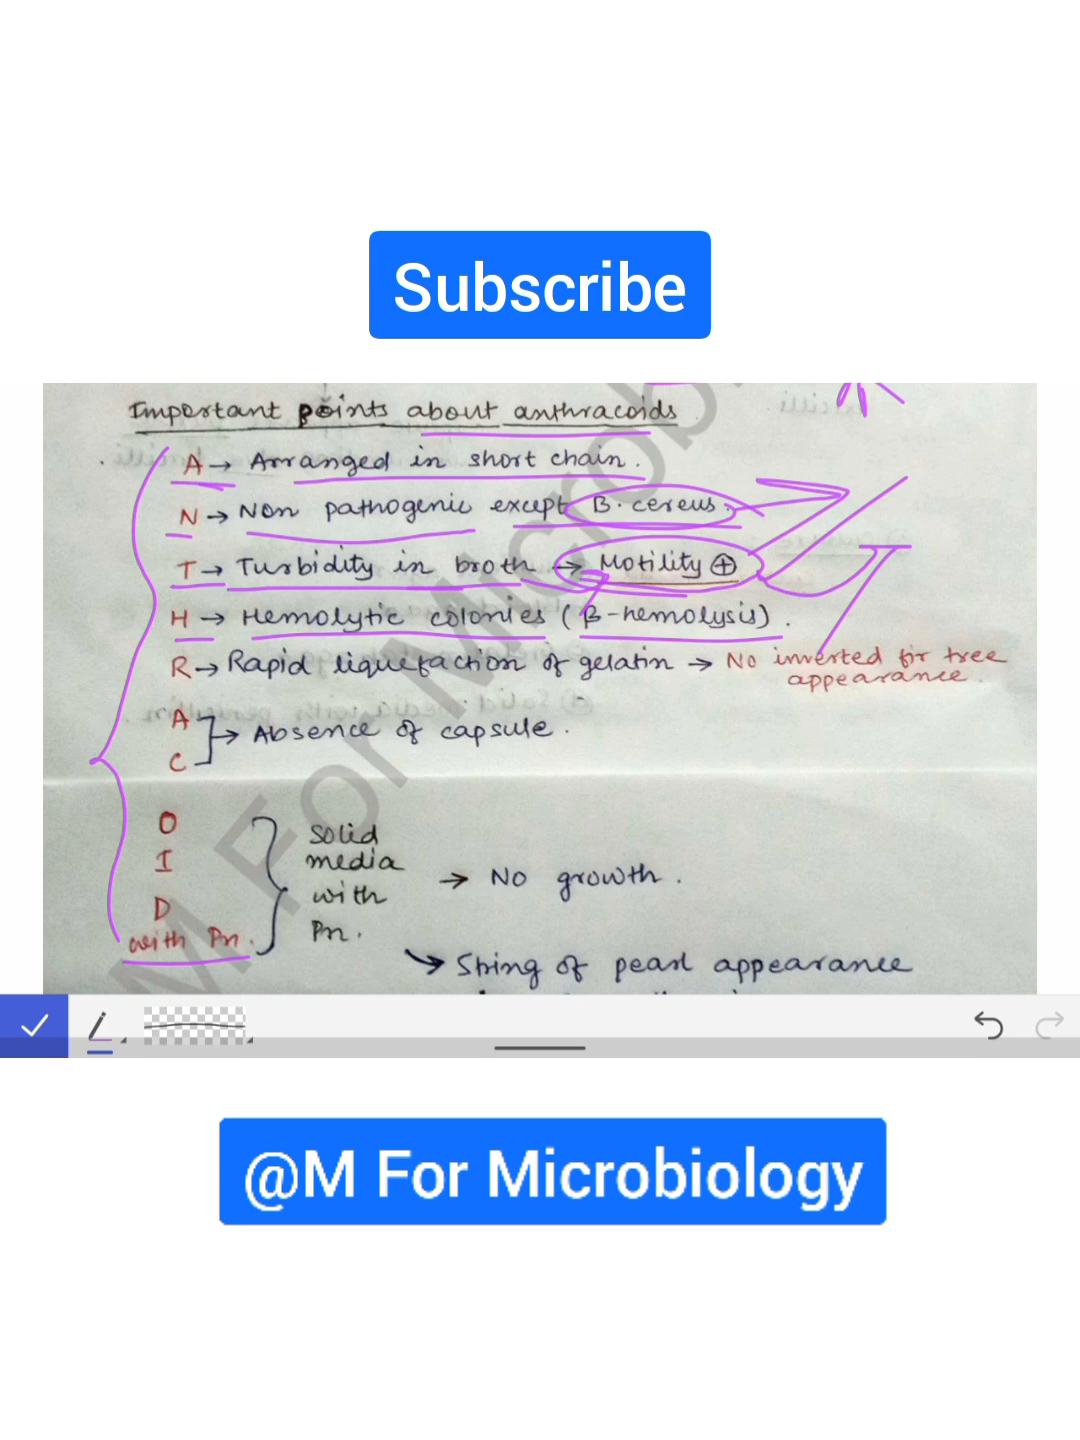 Subscribe
Important points about anthracoids
A → Arranged in short chain.
N → Non pathogenic except B. cereus.
T → Turbidity in broth → Motility ⊕
H → Hemolytic colonies (β-hemolysis).
R → Rapid liquefaction of gelatin → No inverted fir tree
appearance.
A
C → Absence of capsule.
O
I
D
with Pn.
Solid
media
with
Pn.
→ No growth.
↘ String of pearl appearance
M For Microbi
@M For Microbiology